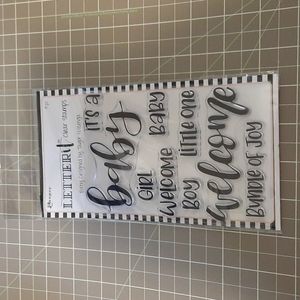 LETTER it
Clear Stamps
IT'S A
baby
GIRL
Welcome Baby
Boy
Little One
welcome
Bundle of Joy